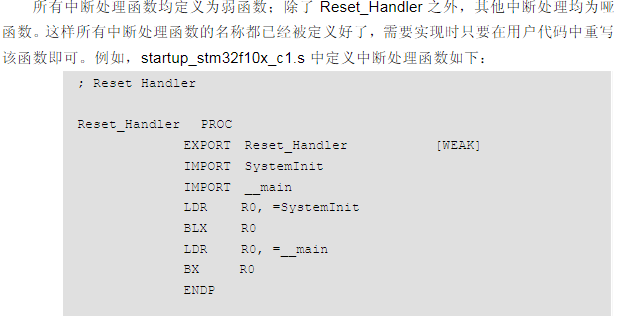 所有中断处理函数均定义为弱函数；除了 Reset_Handler 之外，其他中断处理均为哑
函数。这样所有中断处理函数的名称都已经被定义好了，需要实现时只要在用户代码中重写
该函数即可。例如，startup_stm32f10x_c1.s 中定义中断处理函数如下：
; Reset Handler
Reset_Handler PROC
EXPORT Reset_Handler [WEAK]
IMPORT SystemInit
IMPORT __main
LDR R0, =SystemInit
BLX R0
LDR R0, =__main
BX R0
ENDP